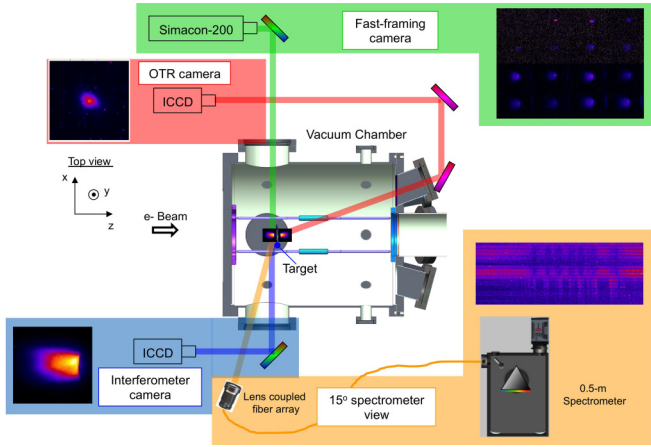 Simacon-200
Fast-framing
camera
OTR camera
ICCD
Vacuum Chamber
Top view
x
y
z
e- Beam
Target
ICCD
Interferometer
camera
Lens coupled
fiber array
15o spectrometer
view
0.5-m
Spectrometer